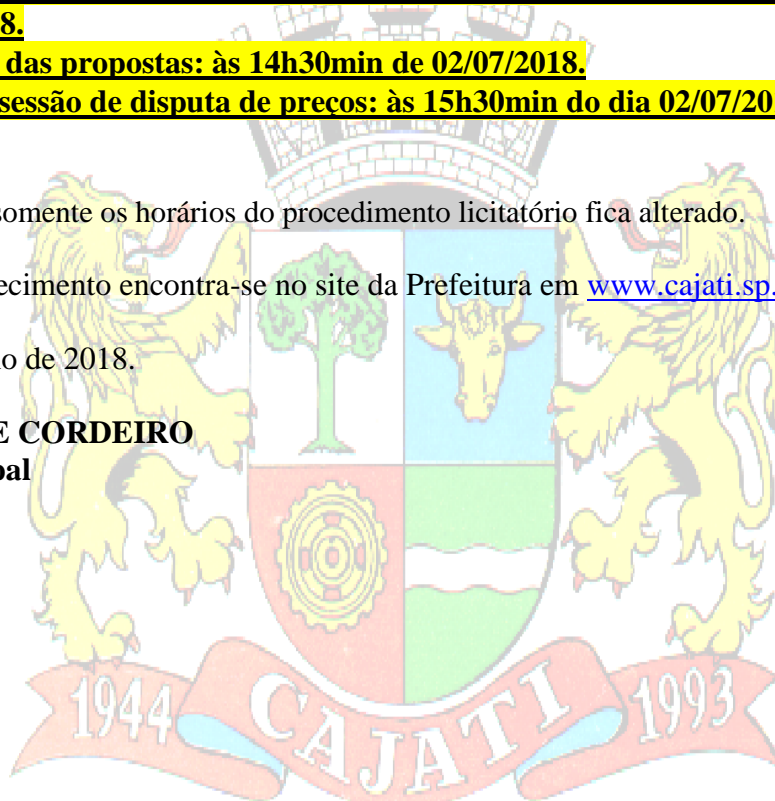 8.
das propostas: às 14h30min de 02/07/2018.
sessão de disputa de preços: às 15h30min do dia 02/07/20
somente os horários do procedimento licitatório fica alterado.
ecimento encontra-se no site da Prefeitura em www.cajati.sp.
o de 2018.
E CORDEIRO
pal
1944 CAJATI 1993